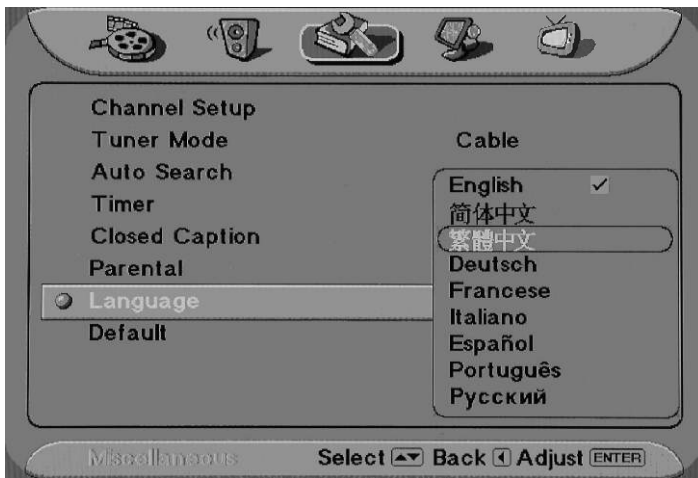 Channel Setup
Tuner Mode Cable
Auto Search
Timer
Closed Caption
Parental
Language
Default
English
简体中文
繁體中文
Deutsch
Francese
Italiano
Español
Português
Русский
Miscellaneous Select Back Adjust ENTER